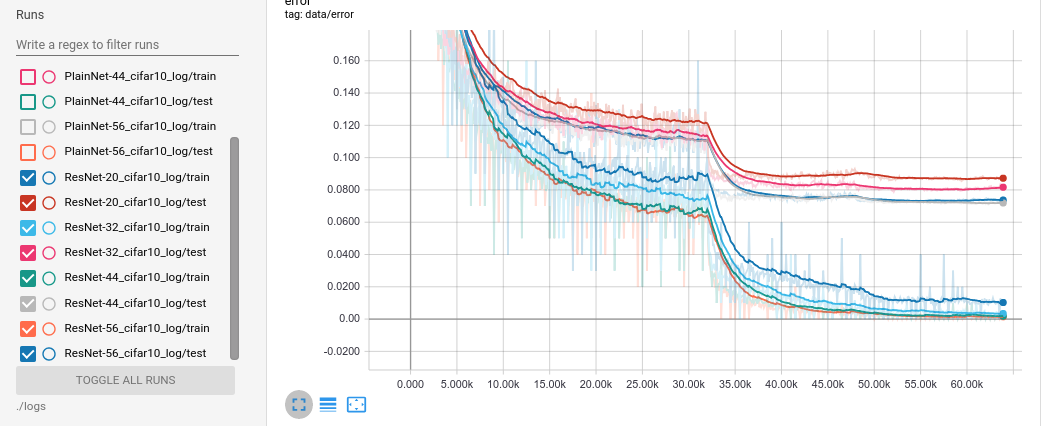 Runs
Write a regex to filter runs
PlainNet-44_cifar10_log/train
PlainNet-44_cifar10_log/test
PlainNet-56_cifar10_log/train
PlainNet-56_cifar10_log/test
ResNet-20_cifar10_log/train
ResNet-20_cifar10_log/test
ResNet-32_cifar10_log/train
ResNet-32_cifar10_log/test
ResNet-44_cifar10_log/train
ResNet-44_cifar10_log/test
ResNet-56_cifar10_log/train
ResNet-56_cifar10_log/test
TOGGLE ALL RUNS
./logs
error
tag: data/error
0.160
0.140
0.120
0.100
0.0800
0.0600
0.0400
0.0200
0.00
-0.0200
0.000 5.000k 10.00k 15.00k 20.00k 25.00k 30.00k 35.00k 40.00k 45.00k 50.00k 55.00k 60.00k